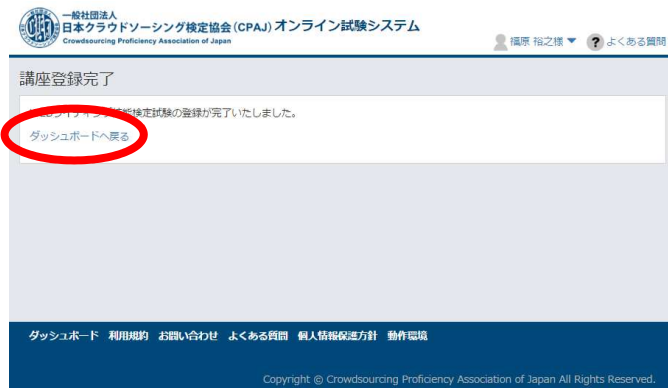 一般社団法人
日本クラウドソーシング検定協会(CPAJ)オンライン試験システム
Crowdsourcing Proficiency Association of Japan
福原 裕之様 ▼ ? よくある質問
講座登録完了
技能検定試験の登録が完了いたしました。
ダッシュボードへ戻る
ダッシュボード 利用規約 お問い合わせ よくある質問 個人情報保護方針 動作環境
Copyright © Crowdsourcing Proficiency Association of Japan All Rights Reserved.